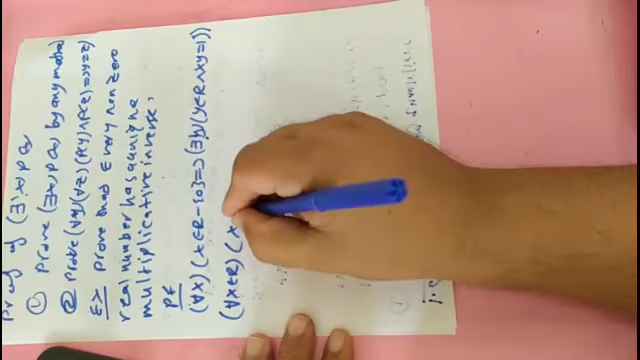 Proof of (∃!x) p(x)
① prove (∃x) p(x) by any method
② prove (∀y)(∀z)(p(y)∧p(z)⇒y=z)
Ex prove that Every non zero
real number has a unique
multiplicative inverse.
pf
(∀x)(x∈R-{0}⇒(∃!y)(y∈R∧xy=1))
(∀x∈R)(x